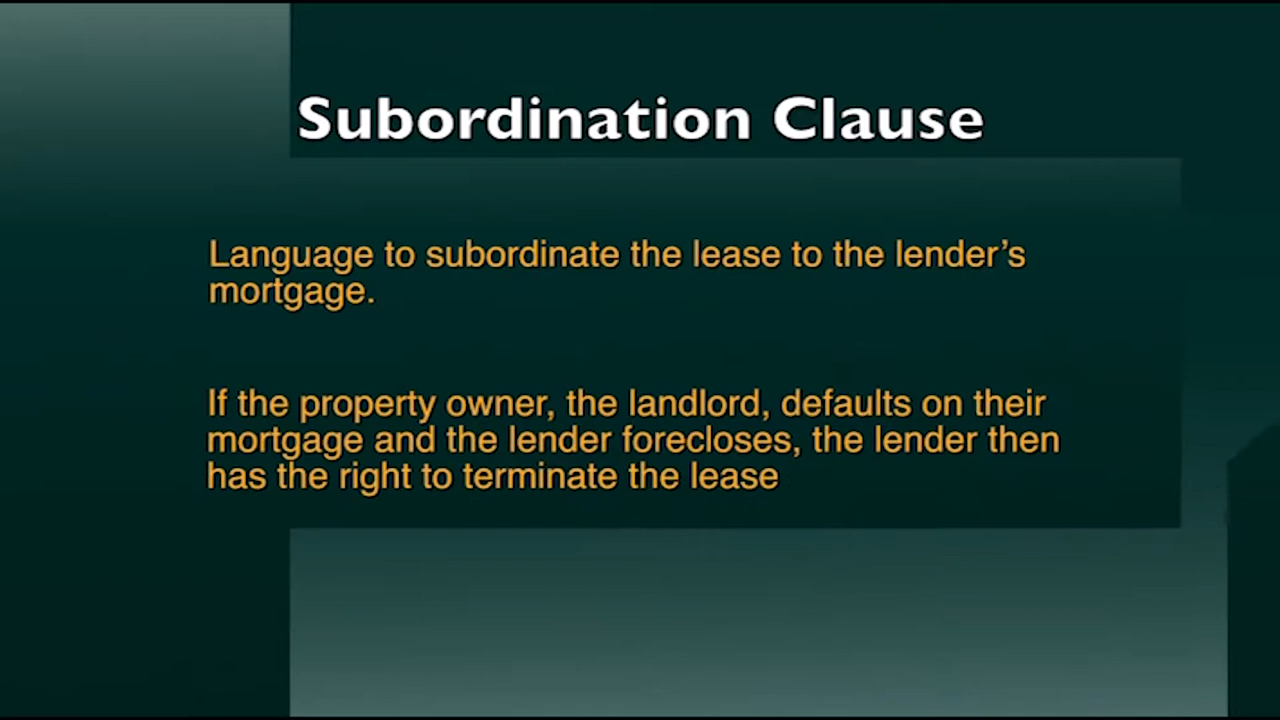 Subordination Clause
Language to subordinate the lease to the lender’s
mortgage.
If the property owner, the landlord, defaults on their
mortgage and the lender forecloses, the lender then
has the right to terminate the lease